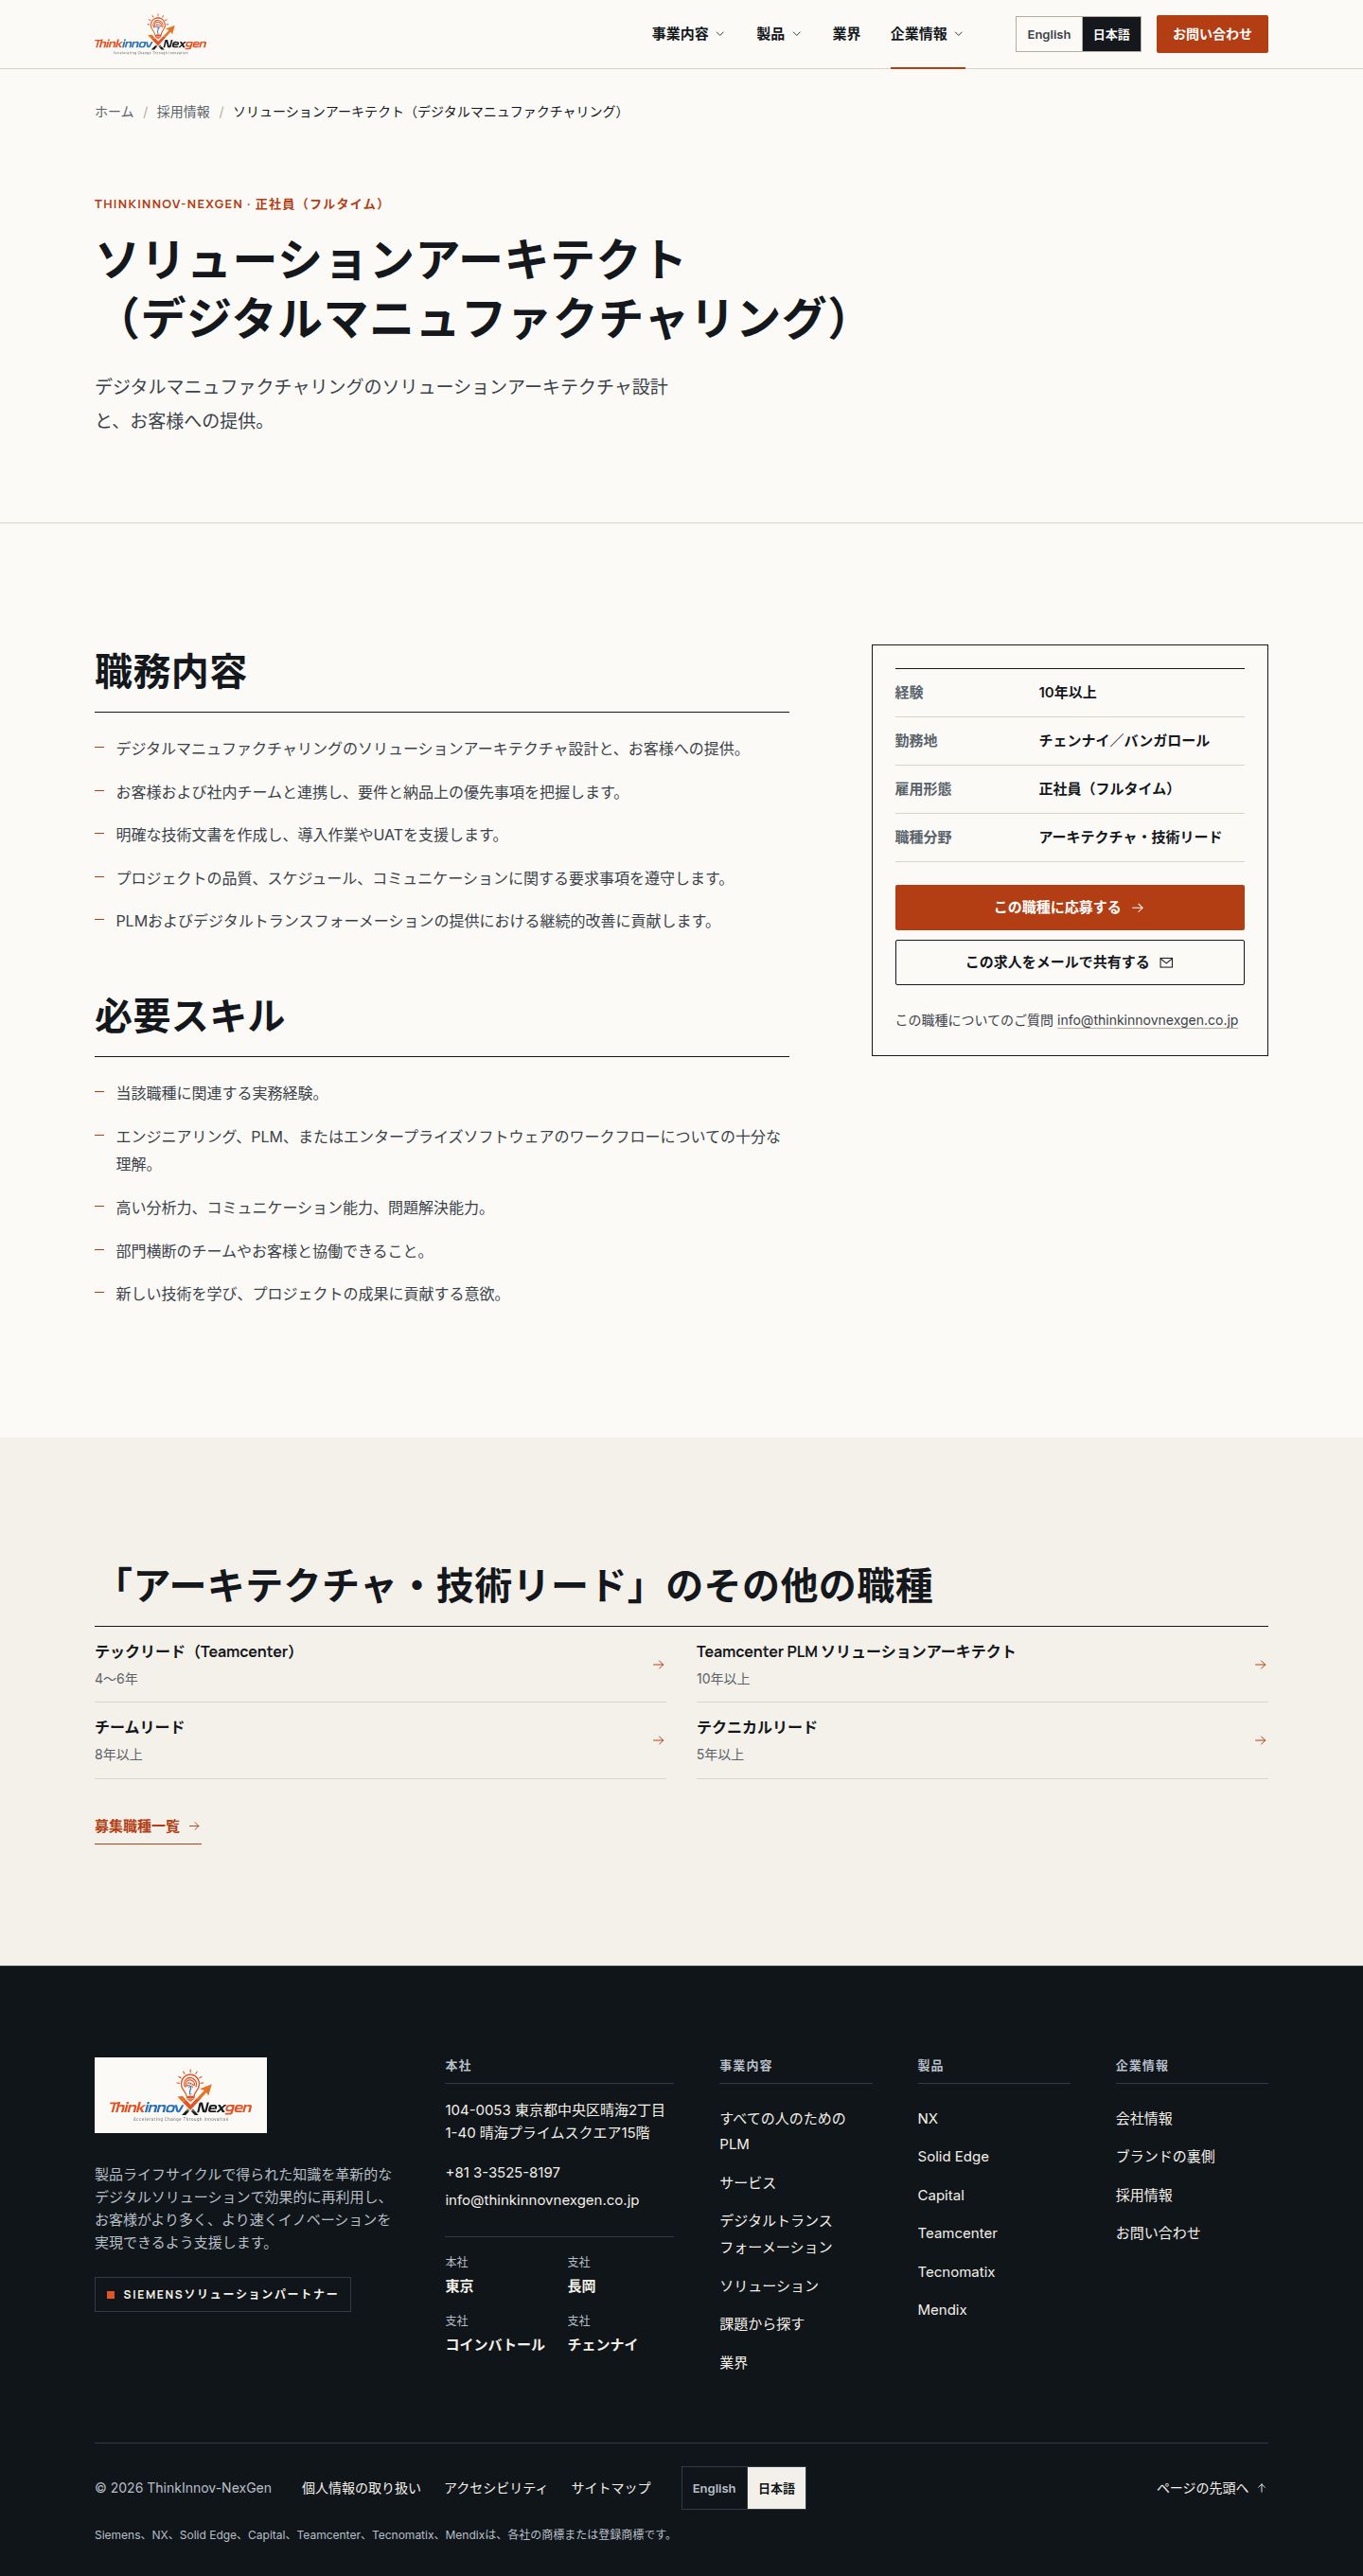 ThinkinnovXNexgen
Accelerating Change Through Innovation
事業内容
製品
業界
企業情報
English
日本語
お問い合わせ
ホーム / 採用情報 / ソリューションアーキテクト（デジタルマニュファクチャリング）
THINKINNOV-NEXGEN · 正社員（フルタイム）
ソリューションアーキテクト
（デジタルマニュファクチャリング）
デジタルマニュファクチャリングのソリューションアーキテクチャ設計
と、お客様への提供。
職務内容
デジタルマニュファクチャリングのソリューションアーキテクチャ設計と、お客様への提供。
お客様および社内チームと連携し、要件と納品上の優先事項を把握します。
明確な技術文書を作成し、導入作業やUATを支援します。
プロジェクトの品質、スケジュール、コミュニケーションに関する要求事項を遵守します。
PLMおよびデジタルトランスフォーメーションの提供における継続的改善に貢献します。
必要スキル
当該職種に関連する実務経験。
エンジニアリング、PLM、またはエンタープライズソフトウェアのワークフローについての十分な
理解。
高い分析力、コミュニケーション能力、問題解決能力。
部門横断のチームやお客様と協働できること。
新しい技術を学び、プロジェクトの成果に貢献する意欲。
経験 10年以上
勤務地 チェンナイ／バンガロール
雇用形態 正社員（フルタイム）
職種分野 アーキテクチャ・技術リード
この職種に応募する →
この求人をメールで共有する
この職種についてのご質問 info@thinkinnovnexgen.co.jp
「アーキテクチャ・技術リード」のその他の職種
テックリード（Teamcenter）
4〜6年
→
Teamcenter PLM ソリューションアーキテクト
10年以上
→
チームリード
8年以上
→
テクニカルリード
5年以上
→
募集職種一覧 →
ThinkinnovXNexgen
Accelerating Change Through Innovation
製品ライフサイクルで得られた知識を革新的な
デジタルソリューションで効果的に再利用し、
お客様がより多く、より速くイノベーションを
実現できるよう支援します。
SIEMENSソリューションパートナー
本社
104-0053 東京都中央区晴海2丁目
1-40 晴海プライムスクエア15階
+81 3-3525-8197
info@thinkinnovnexgen.co.jp
本社
東京
支社
長岡
支社
コインバトール
支社
チェンナイ
事業内容
すべての人のための
PLM
サービス
デジタルトランス
フォーメーション
ソリューション
課題から探す
業界
製品
NX
Solid Edge
Capital
Teamcenter
Tecnomatix
Mendix
企業情報
会社情報
ブランドの裏側
採用情報
お問い合わせ
© 2026 ThinkInnov-NexGen
個人情報の取り扱い
アクセシビリティ
サイトマップ
English
日本語
ページの先頭へ ↑
Siemens、NX、Solid Edge、Capital、Teamcenter、Tecnomatix、Mendixは、各社の商標または登録商標です。